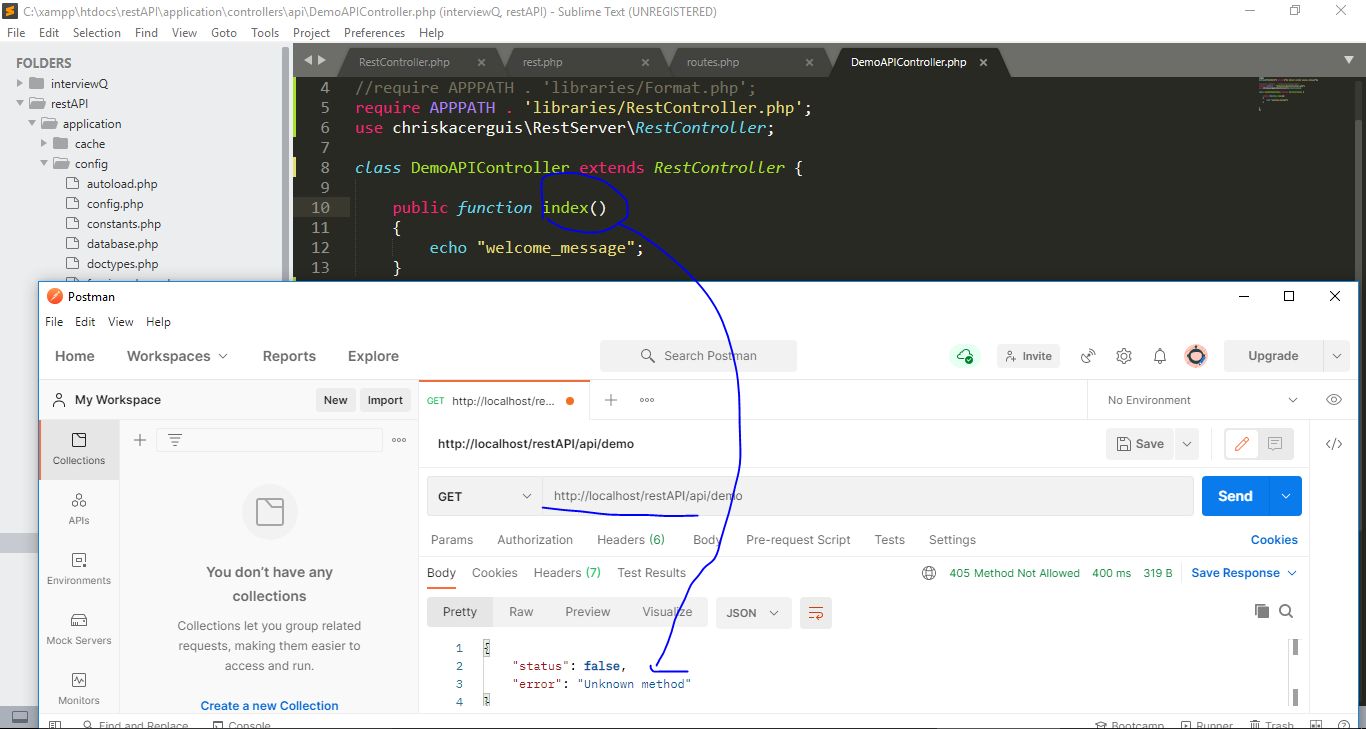 C:\xampp\htdocs\restAPI\application\controllers\api\DemoAPIController.php (interviewQ, restAPI) - Sublime Text (UNREGISTERED)
File Edit Selection Find View Goto Tools Project Preferences Help
FOLDERS
interviewQ
restAPI
application
cache
config
autoload.php
config.php
constants.php
database.php
doctypes.php
RestController.php × rest.php × routes.php × DemoAPIController.php ×
4 //require APPPATH . 'libraries/Format.php';
5 require APPPATH . 'libraries/RestController.php';
6 use chriskacerguis\RestServer\RestController;
7
8 class DemoAPIController extends RestController {
9
10 public function index()
11 {
12 echo "welcome_message";
13 }
Postman
File Edit View Help
Home Workspaces Reports Explore
Search Postman
Invite
Upgrade
My Workspace
New Import
GET http://localhost/re...
No Environment
Collections
APIs
Environments
Mock Servers
Monitors
You don't have any
collections
Collections let you group related
requests, making them easier to
access and run.
Create a new Collection
http://localhost/restAPI/api/demo
Save
GET http://localhost/restAPI/api/demo
Send
Params Authorization Headers (6) Body Pre-request Script Tests Settings
Cookies
Body Cookies Headers (7) Test Results
405 Method Not Allowed 400 ms 319 B Save Response
Pretty Raw Preview Visualize JSON
1 {
2 "status": false,
3 "error": "Unknown method"
4 }
Find and Replace Console
Bootcamp Runner Trash